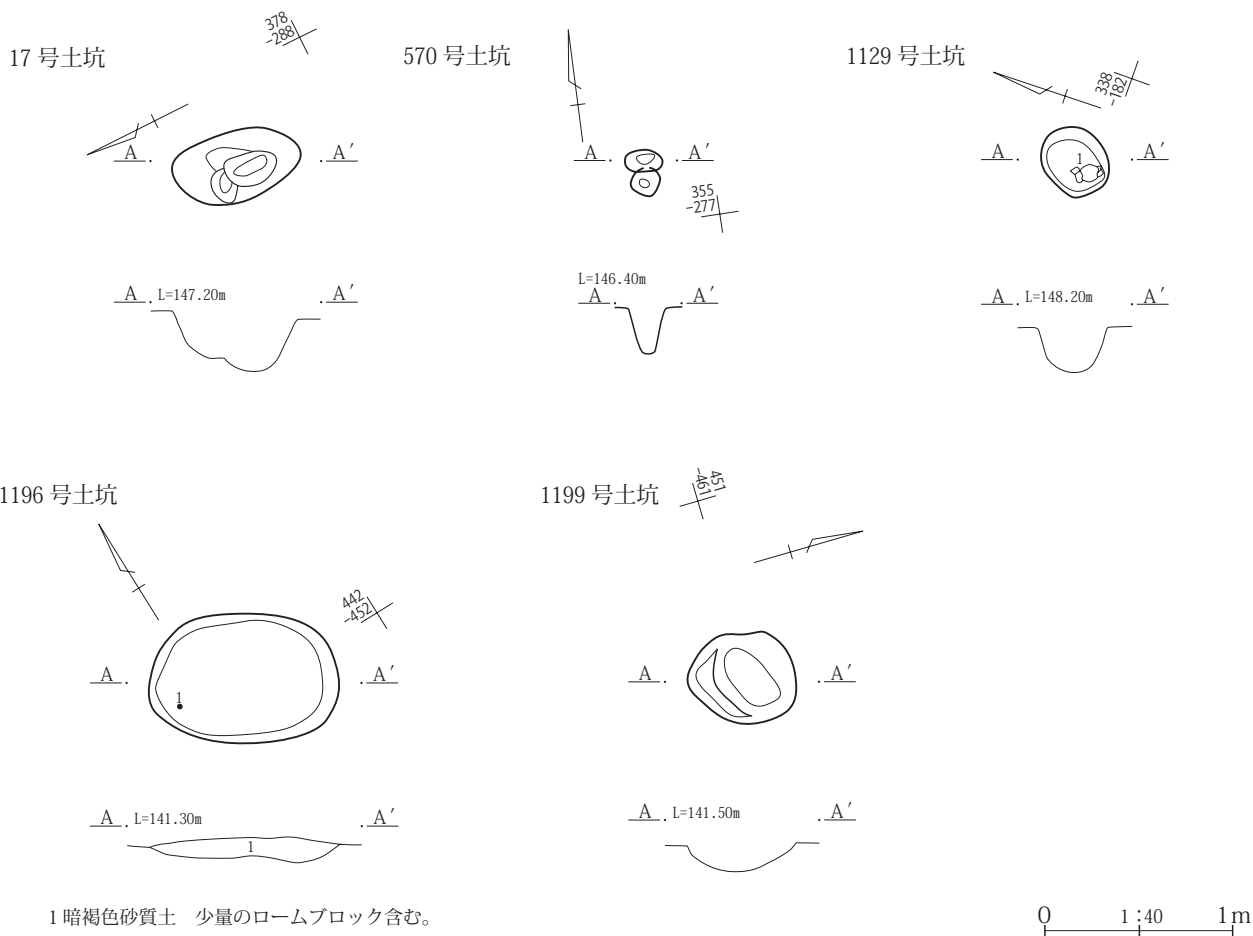 17 号土坑
378
-288
A . . A′
A . L=147.20m . A′
570 号土坑
A . . A′
355
-277
L=146.40m
A . . A′
1129 号土坑
338
-182
A . . A′
1
A . L=148.20m . A′
1196 号土坑
442
-452
A . . A′
1
A . L=141.30m . A′
1
1199 号土坑
451
-461
A . . A′
A . L=141.50m . A′
1 暗褐色砂質土　少量のロームブロック含む。
0 1:40 1m